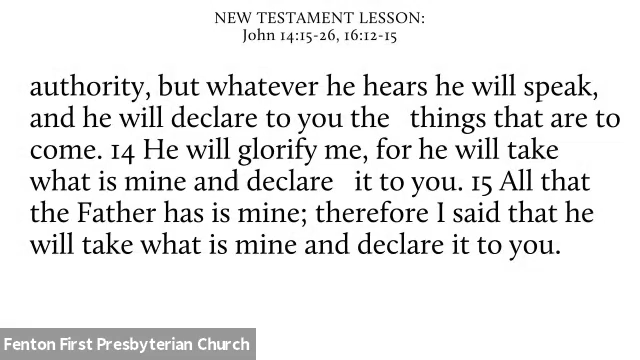 NEW TESTAMENT LESSON:
John 14:15-26, 16:12-15
authority, but whatever he hears he will speak,
and he will declare to you the things that are to
come. 14 He will glorify me, for he will take
what is mine and declare it to you. 15 All that
the Father has is mine; therefore I said that he
will take what is mine and declare it to you.
Fenton First Presbyterian Church